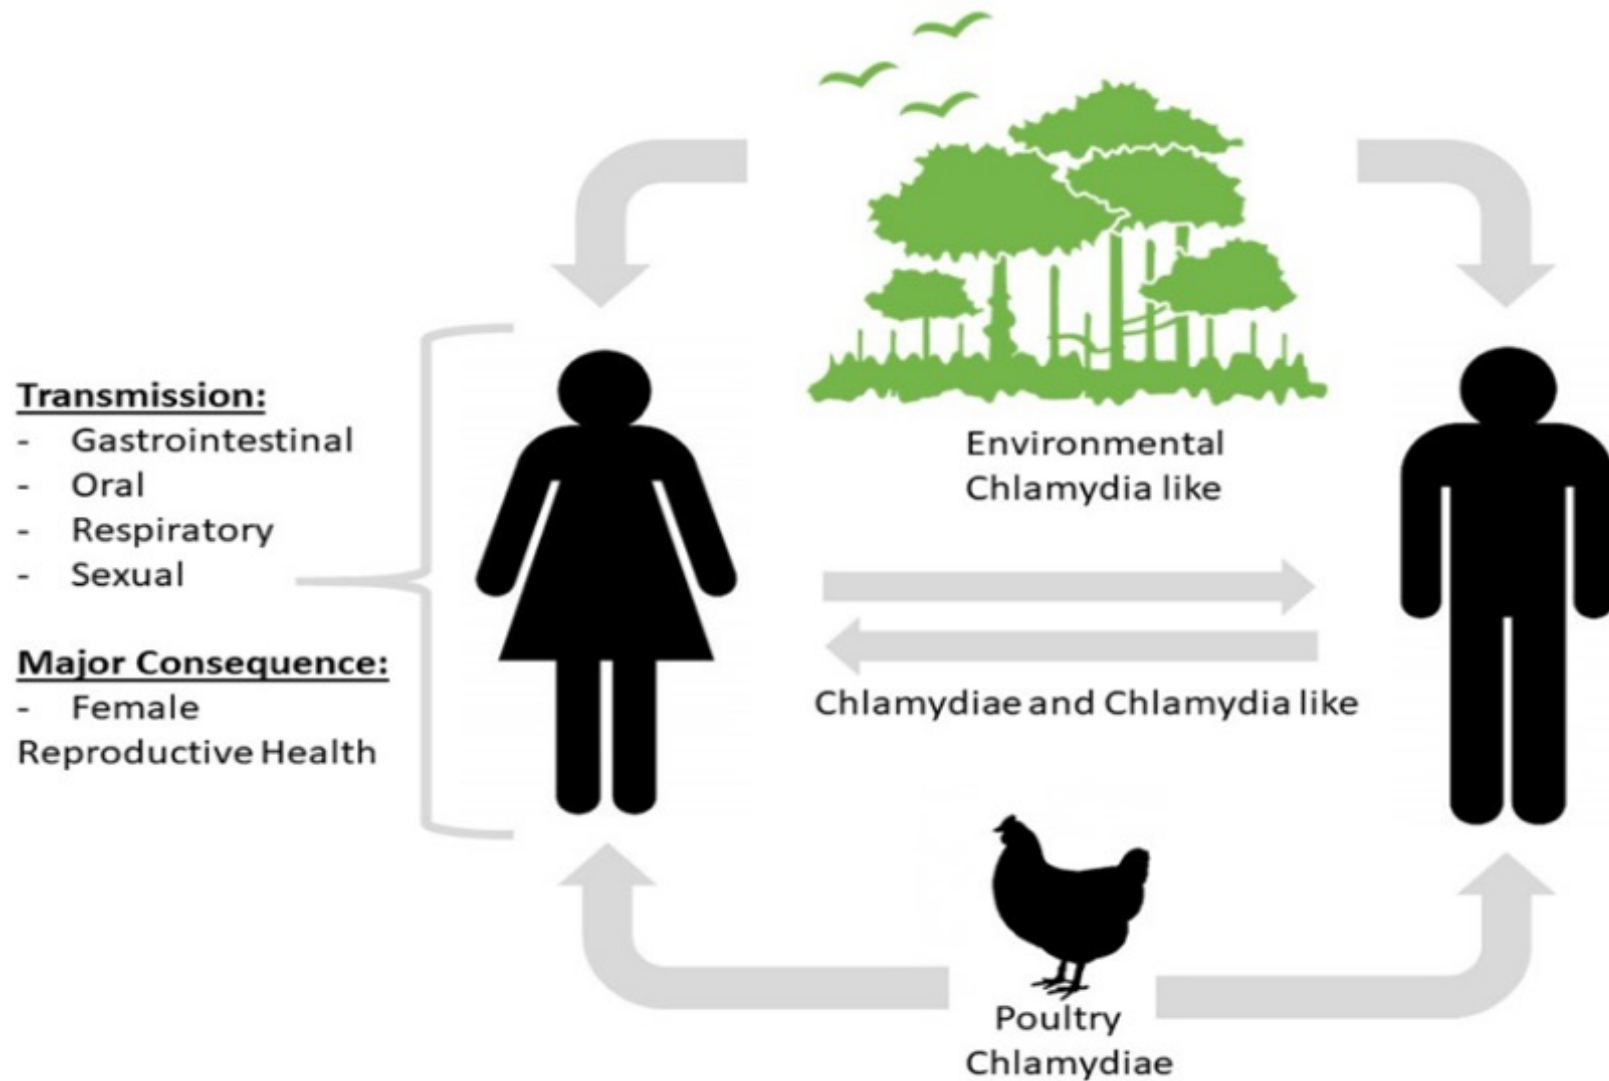 Transmission:
- Gastrointestinal
- Oral
- Respiratory
- Sexual
Major Consequence:
- Female
Reproductive Health
Environmental
Chlamydia like
Chlamydiae and Chlamydia like
Poultry
Chlamydiae